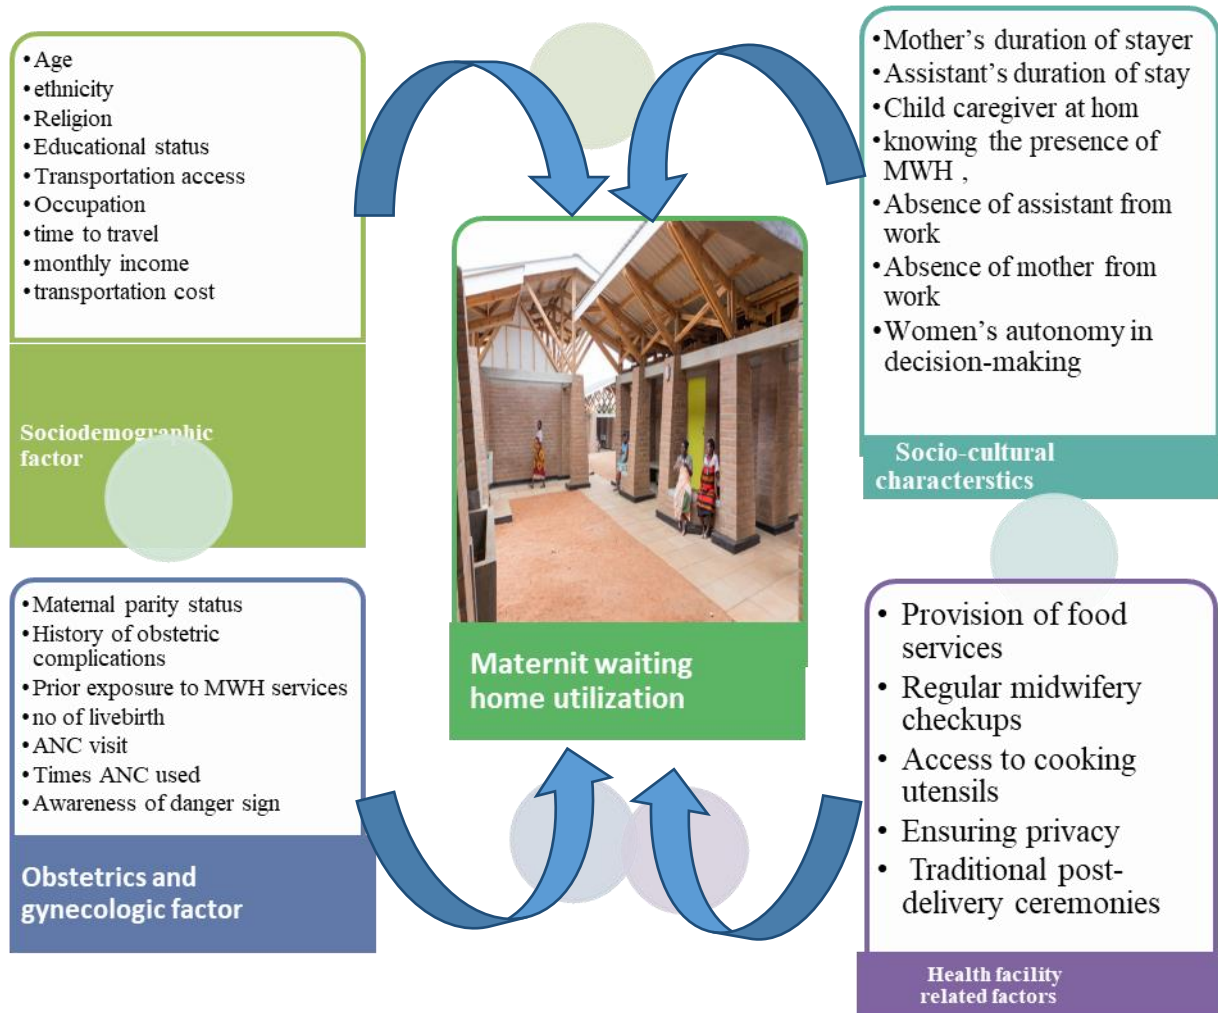 •Age
•ethnicity
•Religion
•Educational status
•Transportation access
•Occupation
•time to travel
•monthly income
•transportation cost
Sociodemographic
factor
•Mother’s duration of stayer
•Assistant’s duration of stay
•Child caregiver at hom
•knowing the presence of
MWH ,
•Absence of assistant from
work
•Absence of mother from
work
•Women’s autonomy in
decision-making
Socio-cultural
characterstics
Maternit waiting
home utilization
•Maternal parity status
•History of obstetric
complications
•Prior exposure to MWH services
•no of livebirth
•ANC visit
•Times ANC used
•Awareness of danger sign
Obstetrics and
gynecologic factor
• Provision of food
services
• Regular midwifery
checkups
• Access to cooking
utensils
• Ensuring privacy
• Traditional post-
delivery ceremonies
Health facility
related factors